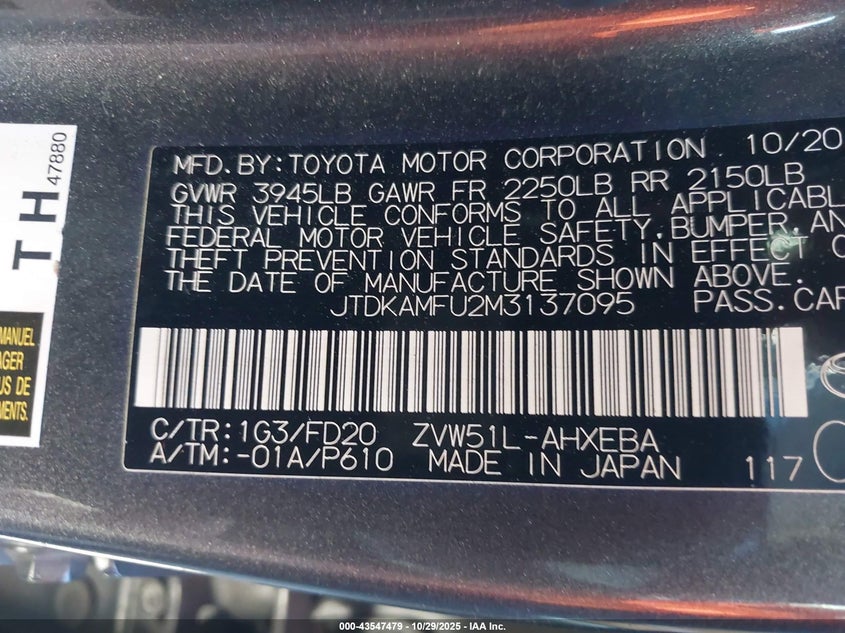 TH
47880
MANUEL
AGER
US DE
MENTS.
MFD.BY:TOYOTA MOTOR CORPORATION 10/20
GVWR 3945LB GAWR FR 2250LB RR 2150LB
THIS VEHICLE CONFORMS TO ALL APPLICABL
FEDERAL MOTOR VEHICLE SAFETY,BUMPER,AN
THEFT PREVENTION STANDARDS IN EFFECT O
THE DATE OF MANUFACTURE SHOWN ABOVE.
JTDKAMFU2M3137095 PASS.CAR
C/TR:1G3/FD20 ZVW51L-AHXEBA
A/TM:-01A/P610 MADE IN JAPAN 117
000-43547479 - 10/29/2025 - IAA Inc.